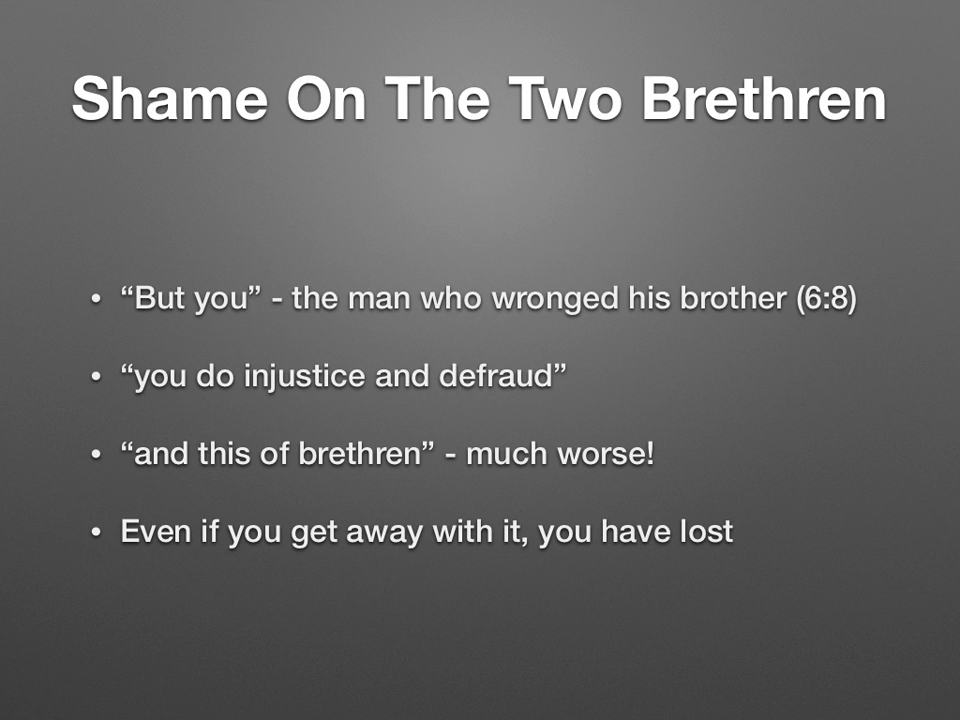 Shame On The Two Brethren
• “But you” - the man who wronged his brother (6:8)
• “you do injustice and defraud”
• “and this of brethren” - much worse!
• Even if you get away with it, you have lost